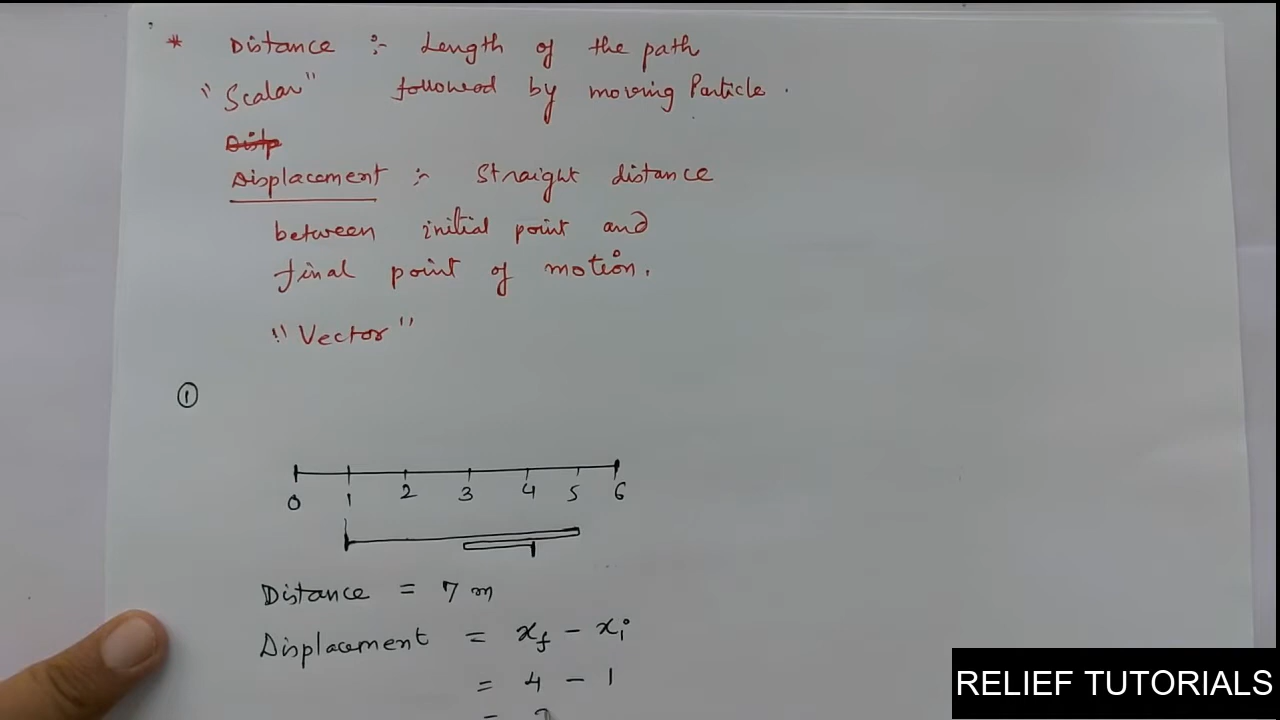 * Distance :- Length of the path
"Scalar" followed by moving Particle.
Distp
Displacement :- Straight distance
between initial point and
final point of motion.
"Vector"
①
0 1 2 3 4 5 6
Distance = 7 m
Displacement = xf - xi
= 4 - 1
=
RELIEF TUTORIALS